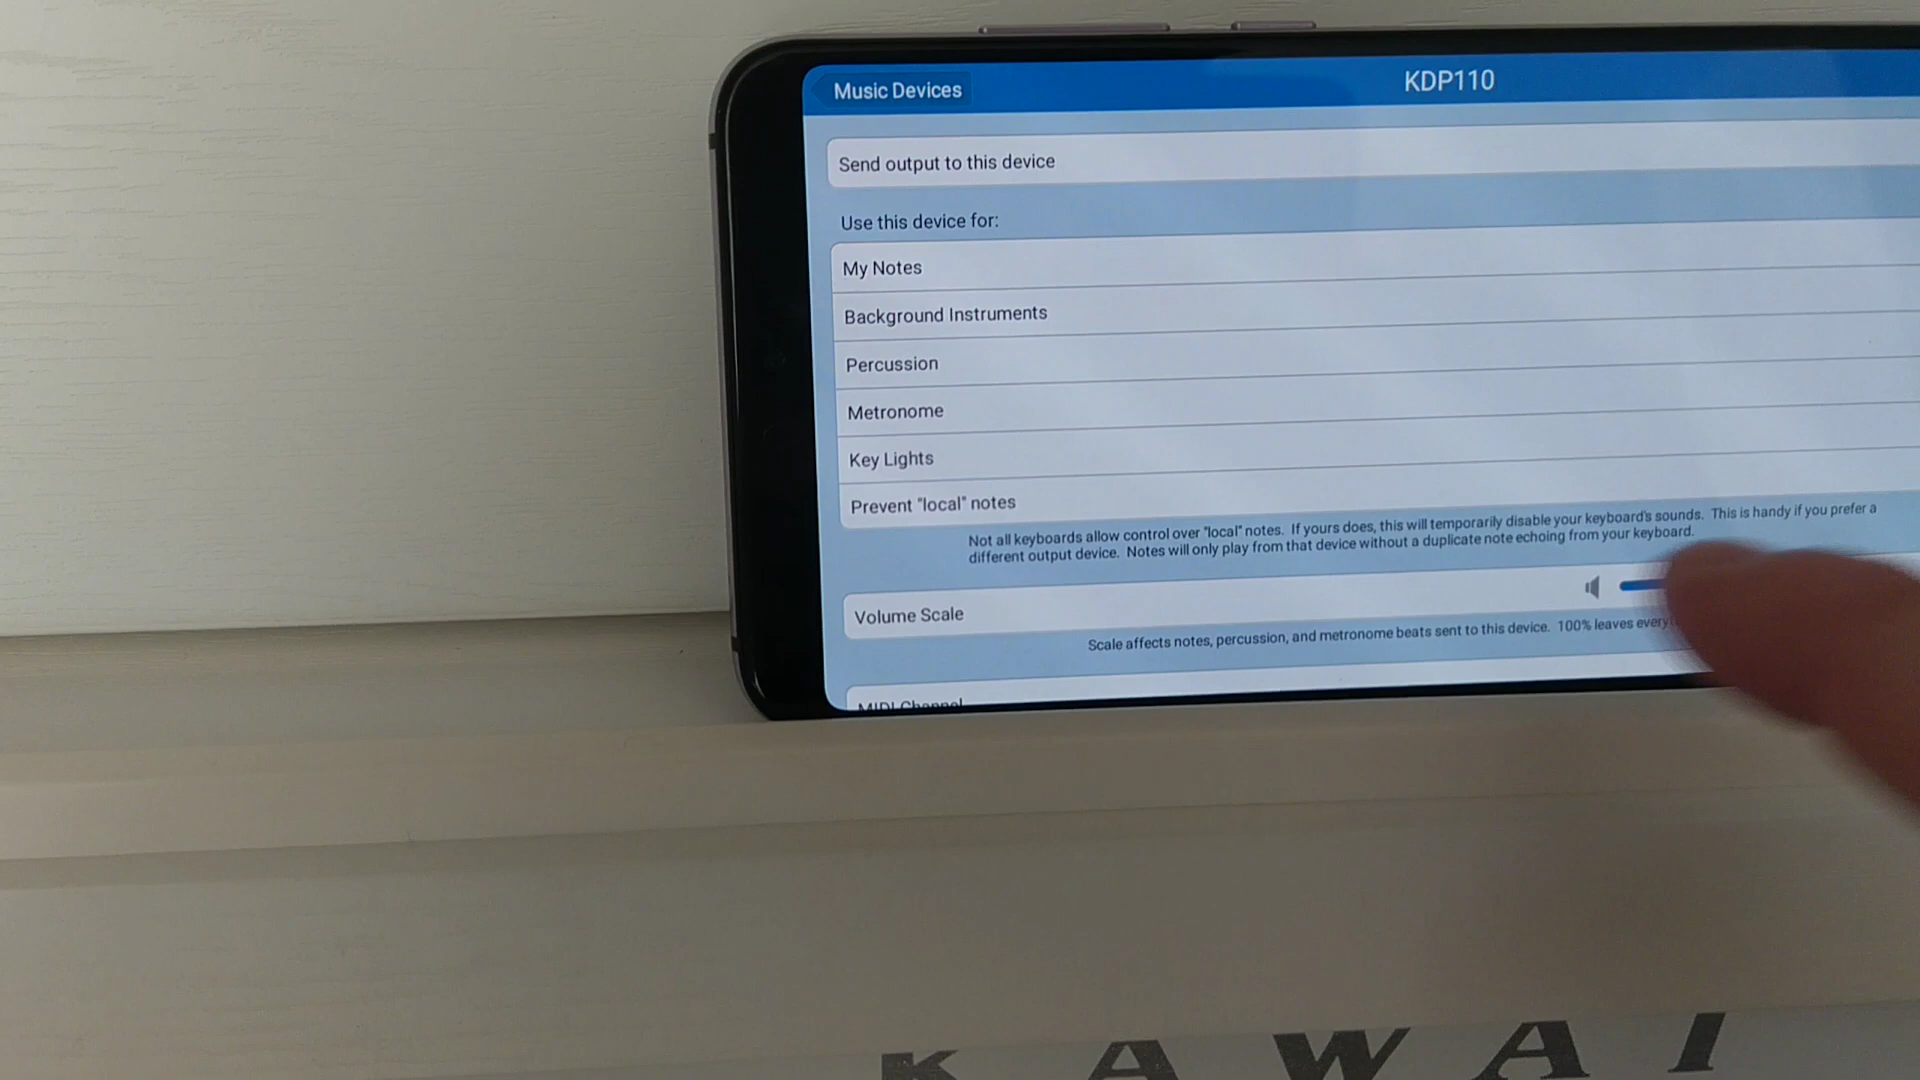 Music Devices
KDP110
Send output to this device
Use this device for:
My Notes
Background Instruments
Percussion
Metronome
Key Lights
Prevent "local" notes
Not all keyboards allow control over "local" notes. If yours does, this will temporarily disable your keyboard's sounds. This is handy if you prefer a
different output device. Notes will only play from that device without a duplicate note echoing from your keyboard.
Volume Scale
Scale affects notes, percussion, and metronome beats sent to this device. 100% leaves
MIDI Channel
KAWAI